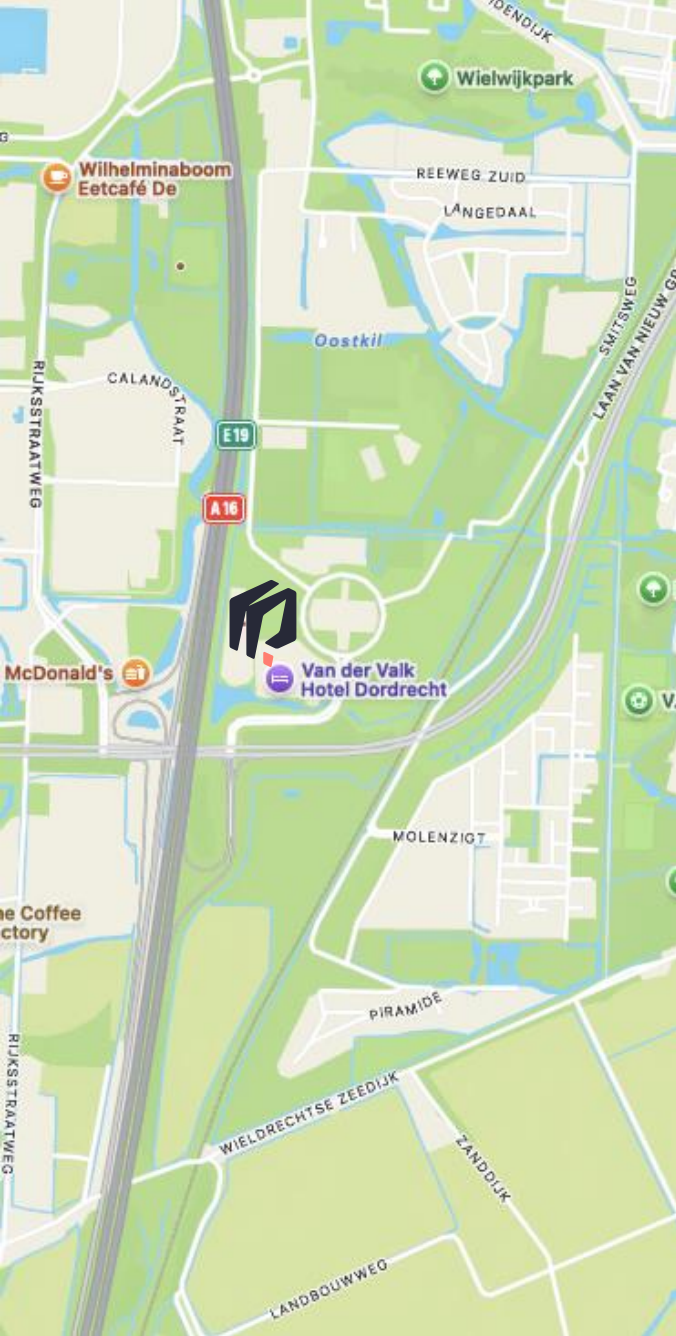 IDENDIJK
Wielwijkpark
G
Wilhelminaboom
Eetcafé De
REEWEG ZUID
LANGEDAAL
SMITSWEG
LAAN VAN NIEUW GR
Oostkil
CALANDSTRAAT
RIJKSSTRAATWEG
E19
A16
McDonald's
Van der Valk
Hotel Dordrecht
V.
MOLENZIGT
he Coffee
ctory
PIRAMIDE
RIJKSSTRAATWEG
WIELDRECHTSE ZEEDIJK
ZANDDIJK
LANDBOUWWEG